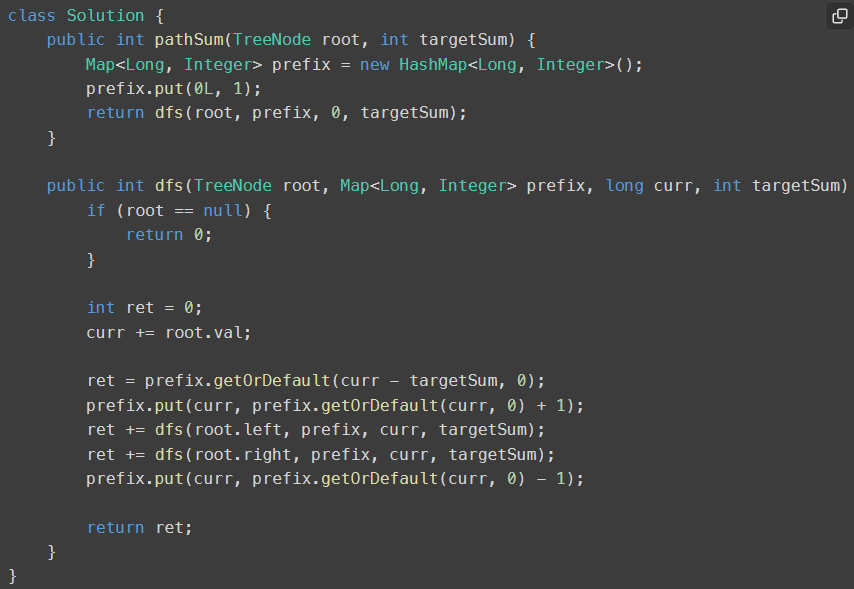 class Solution {
    public int pathSum(TreeNode root, int targetSum) {
        Map<Long, Integer> prefix = new HashMap<Long, Integer>();
        prefix.put(0L, 1);
        return dfs(root, prefix, 0, targetSum);
    }

    public int dfs(TreeNode root, Map<Long, Integer> prefix, long curr, int targetSum)
        if (root == null) {
            return 0;
        }

        int ret = 0;
        curr += root.val;

        ret = prefix.getOrDefault(curr - targetSum, 0);
        prefix.put(curr, prefix.getOrDefault(curr, 0) + 1);
        ret += dfs(root.left, prefix, curr, targetSum);
        ret += dfs(root.right, prefix, curr, targetSum);
        prefix.put(curr, prefix.getOrDefault(curr, 0) - 1);

        return ret;
    }
}